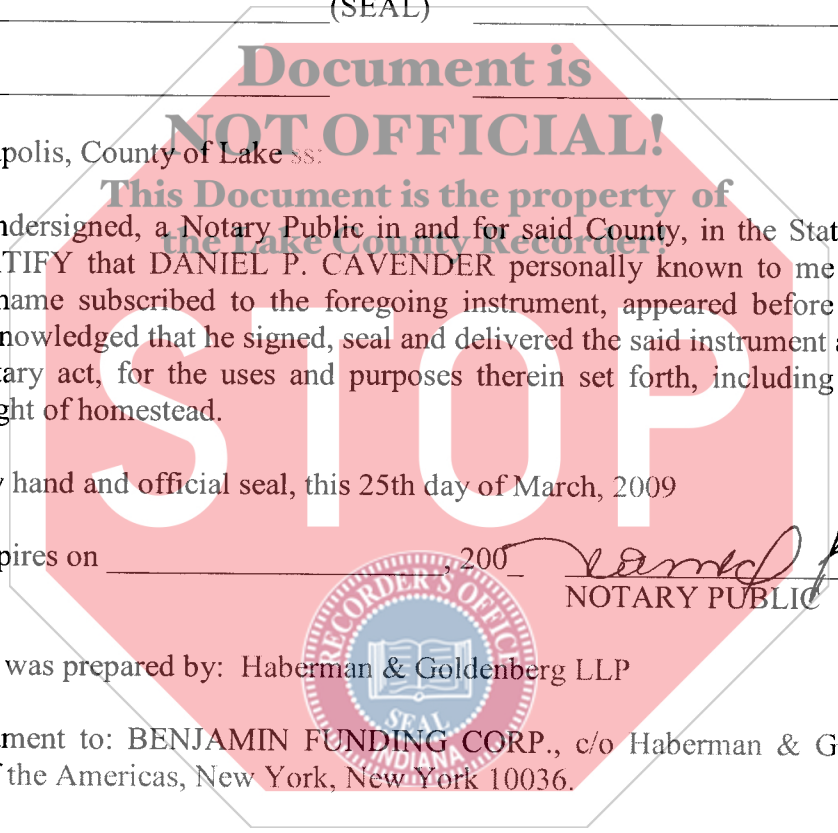 (SEAL)
Document is
NOT OFFICIAL!
polis, County of Lake ss:
This Document is the property of
the Lake County Recorder!
ndersigned, a Notary Public in and for said County, in the Stat
TIFY that DANIEL P. CAVENDER personally known to me
name subscribed to the foregoing instrument, appeared before
nowledged that he signed, seal and delivered the said instrument a
tary act, for the uses and purposes therein set forth, including
ght of homestead.
STOP
hand and official seal, this 25th day of March, 2009
pires on ____________________, 200_
NOTARY PUBLIC
RECORDER'S OFFICE
SEAL
INDIANA
was prepared by: Haberman & Goldenberg LLP
ment to: BENJAMIN FUNDING CORP., c/o Haberman & G
f the Americas, New York, New York 10036.